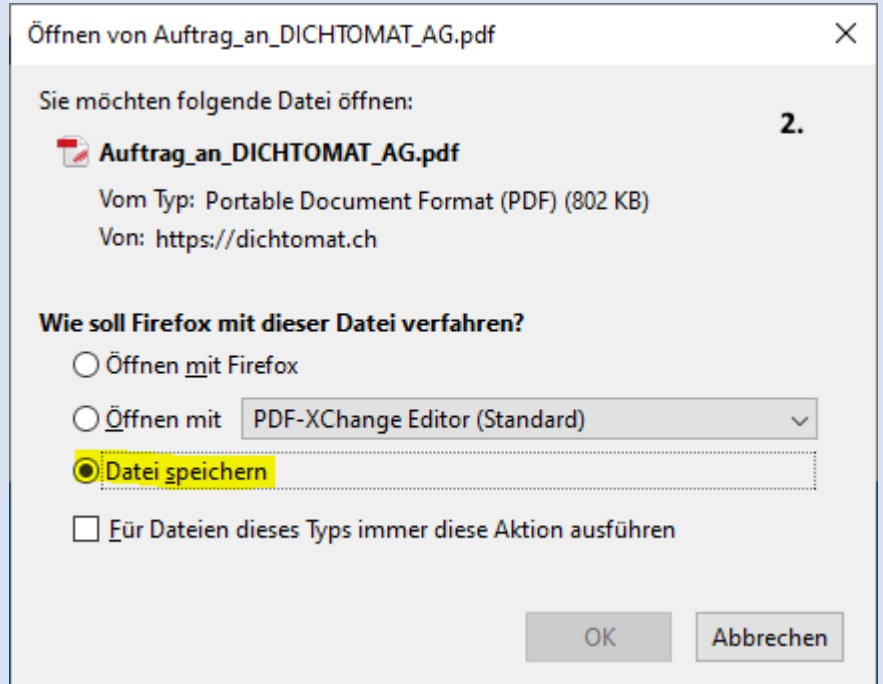 Öffnen von Auftrag_an_DICHTOMAT_AG.pdf
Sie möchten folgende Datei öffnen:
2.
Auftrag_an_DICHTOMAT_AG.pdf
Vom Typ: Portable Document Format (PDF) (802 KB)
Von: https://dichtomat.ch
Wie soll Firefox mit dieser Datei verfahren?
Öffnen mit Firefox
Öffnen mit PDF-XChange Editor (Standard)
Datei speichern
Für Dateien dieses Typs immer diese Aktion ausführen
OK Abbrechen